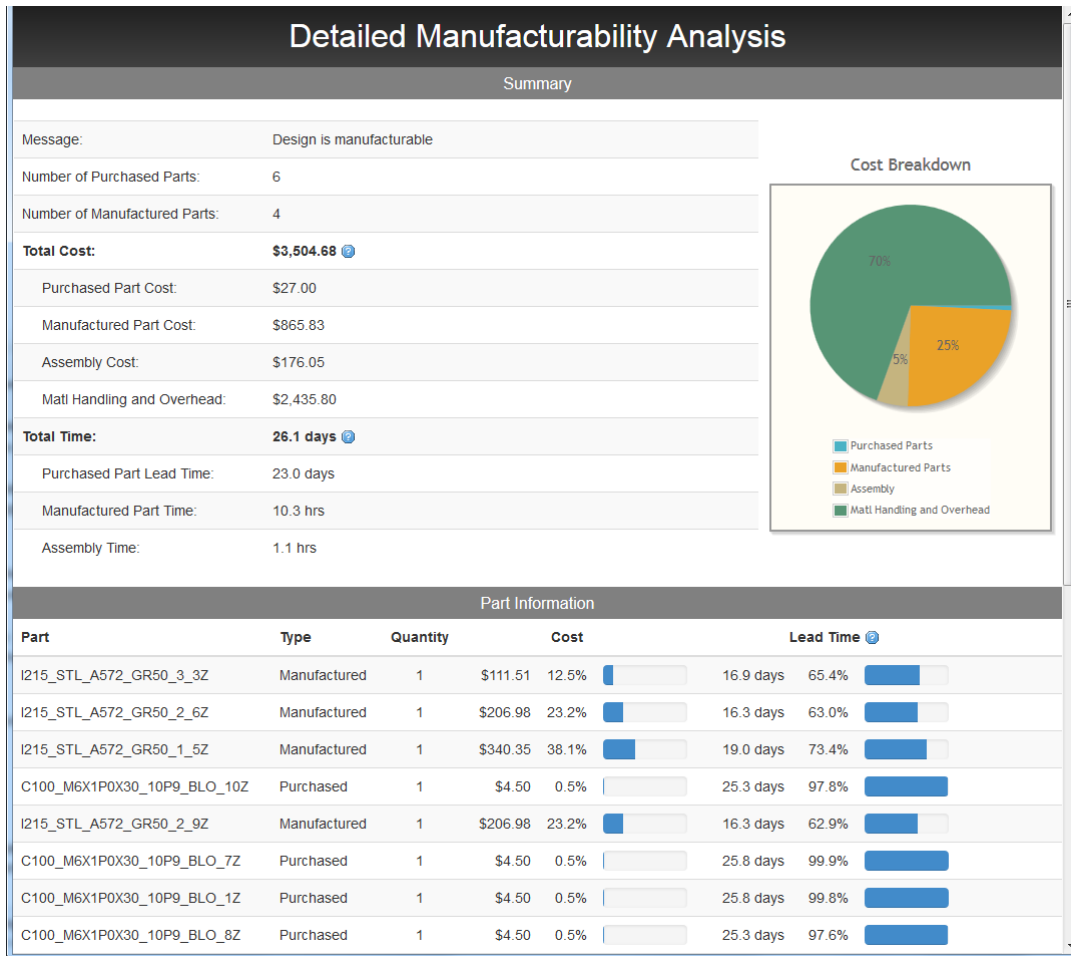 Detailed Manufacturability Analysis
Summary
Message: Design is manufacturable
Number of Purchased Parts: 6
Number of Manufactured Parts: 4
Total Cost: $3,504.68
Purchased Part Cost: $27.00
Manufactured Part Cost: $865.83
Assembly Cost: $176.05
Matl Handling and Overhead: $2,435.80
Total Time: 26.1 days
Purchased Part Lead Time: 23.0 days
Manufactured Part Time: 10.3 hrs
Assembly Time: 1.1 hrs
Cost Breakdown
70%
25%
5%
Purchased Parts
Manufactured Parts
Assembly
Matl Handling and Overhead
Part Information
Part Type Quantity Cost Lead Time
I215_STL_A572_GR50_3_3Z Manufactured 1 $111.51 12.5% 16.9 days 65.4%
I215_STL_A572_GR50_2_6Z Manufactured 1 $206.98 23.2% 16.3 days 63.0%
I215_STL_A572_GR50_1_5Z Manufactured 1 $340.35 38.1% 19.0 days 73.4%
C100_M6X1P0X30_10P9_BLO_10Z Purchased 1 $4.50 0.5% 25.3 days 97.8%
I215_STL_A572_GR50_2_9Z Manufactured 1 $206.98 23.2% 16.3 days 62.9%
C100_M6X1P0X30_10P9_BLO_7Z Purchased 1 $4.50 0.5% 25.8 days 99.9%
C100_M6X1P0X30_10P9_BLO_1Z Purchased 1 $4.50 0.5% 25.8 days 99.8%
C100_M6X1P0X30_10P9_BLO_8Z Purchased 1 $4.50 0.5% 25.3 days 97.6%